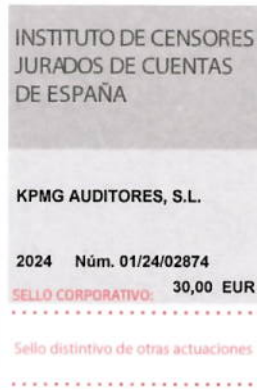 INSTITUTO DE CENSORES
JURADOS DE CUENTAS
DE ESPAÑA
KPMG AUDITORES, S.L.
2024 Núm. 01/24/02874
SELLO CORPORATIVO: 30,00 EUR
Sello distintivo de otras actuaciones